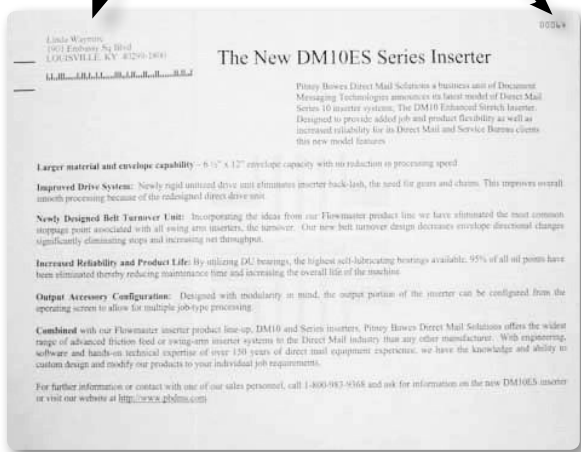 00064
Linda Waymire
1901 Embassy Sq Blvd
LOUISVILLE, KY 40299-1800
The New DM10ES Series Inserter
Pitney Bowes Direct Mail Solutions a business unit of Document
Messaging Technologies announces its latest model of Direct Mail
Series 10 inserter systems; The DM10 Enhanced Stretch Inserter.
Designed to provide added job and product flexibility as well as
increased reliability for its Direct Mail and Service Bureau clients
this new model features
Larger material and envelope capability – 6 ½" x 12" envelope capacity with no reduction in processing speed
Improved Drive System: Newly rigid unitized drive unit eliminates inserter back-lash, the need for gears and chains. This improves overall
smooth processing because of the redesigned direct drive unit.
Newly Designed Belt Turnover Unit: Incorporating the ideas from our Flowmaster product line we have eliminated the most common
stoppage point associated with all swing arm inserters, the turnover. Our new belt turnover design decreases envelope directional changes
significantly eliminating stops and increasing net throughput.
Increased Reliability and Product Life: By utilizing DU bearings, the highest self-lubricating bearings available, 95% of all oil points have
been eliminated thereby reducing maintenance time and increasing the overall life of the machine.
Output Accessory Configuration: Designed with modularity in mind, the output portion of the inserter can be configured from the
operating screen to allow for multiple job-type processing.
Combined with our Flowmaster inserter product line-up, DM10 and Series inserters, Pitney Bowes Direct Mail Solutions offers the widest
range of advanced friction feed or swing-arm inserter systems to the Direct Mail industry than any other manufacturer. With engineering,
software and hands-on technical expertise of over 150 years of direct mail equipment experience, we have the knowledge and ability to
custom design and modify our products to your individual job requirements.
For further information or contact with one of our sales personnel, call 1-800-983-9368 and ask for information on the new DM10ES inserter
or visit our website at http://www.pbdms.com